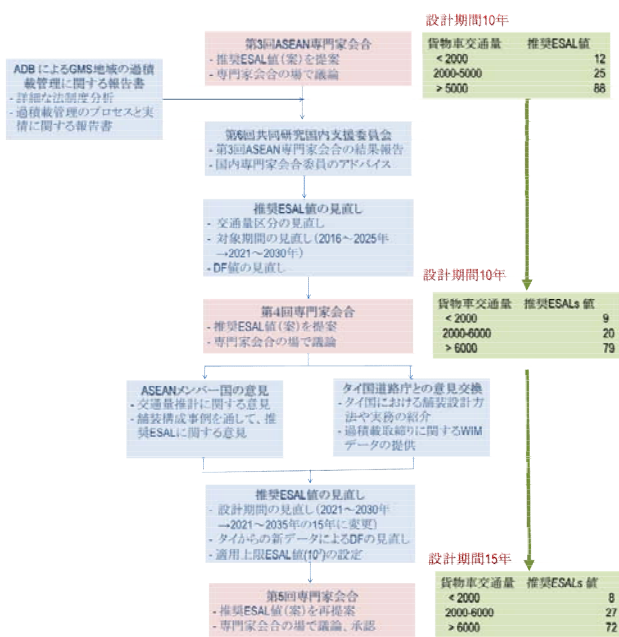 設計期間10年
第3回ASEAN専門家会合
- 推奨ESAL値(案)を提案
- 専門家会合の場で議論
貨物車交通量 推奨ESAL値
< 2000 12
2000-5000 25
> 5000 88
ADB によるGMS地域の過積
載管理に関する報告書
- 詳細な法制度分析
- 過積載管理のプロセスと実
情に関する報告書
第6回共同研究国内支援委員会
- 第3回ASEAN専門家会合の結果報告
- 国内専門家会合委員のアドバイス
推奨ESAL値の見直し
- 交通量区分の見直し
- 対象期間の見直し(2016～2025年
→2021～2030年)
- DF値の見直し
設計期間10年
第4回専門家会合
- 推奨ESAL値(案)を提案
- 専門家会合の場で議論
貨物車交通量 推奨ESALs 値
< 2000 9
2000-6000 20
> 6000 79
ASEANメンバー国の意見
- 交通量推計に関する意見
- 舗装構成事例を通して、推
奨ESALに関する意見
タイ国道路庁との意見交換
- タイ国における舗装設計方
法や実務の紹介
- 過積載取締りに関するWIM
データの提供
推奨ESAL値の見直し
- 設計期間の見直し(2021～2030年
→2021～2035年の15年に変更)
- タイからの新データによるDFの見直し
- 適用上限ESAL値(10⁷)の設定
設計期間15年
第5回専門家会合
- 推奨ESAL値(案)を再提案
- 専門家会合の場で議論、承認
貨物車交通量 推奨ESALs 値
< 2000 8
2000-6000 27
> 6000 72